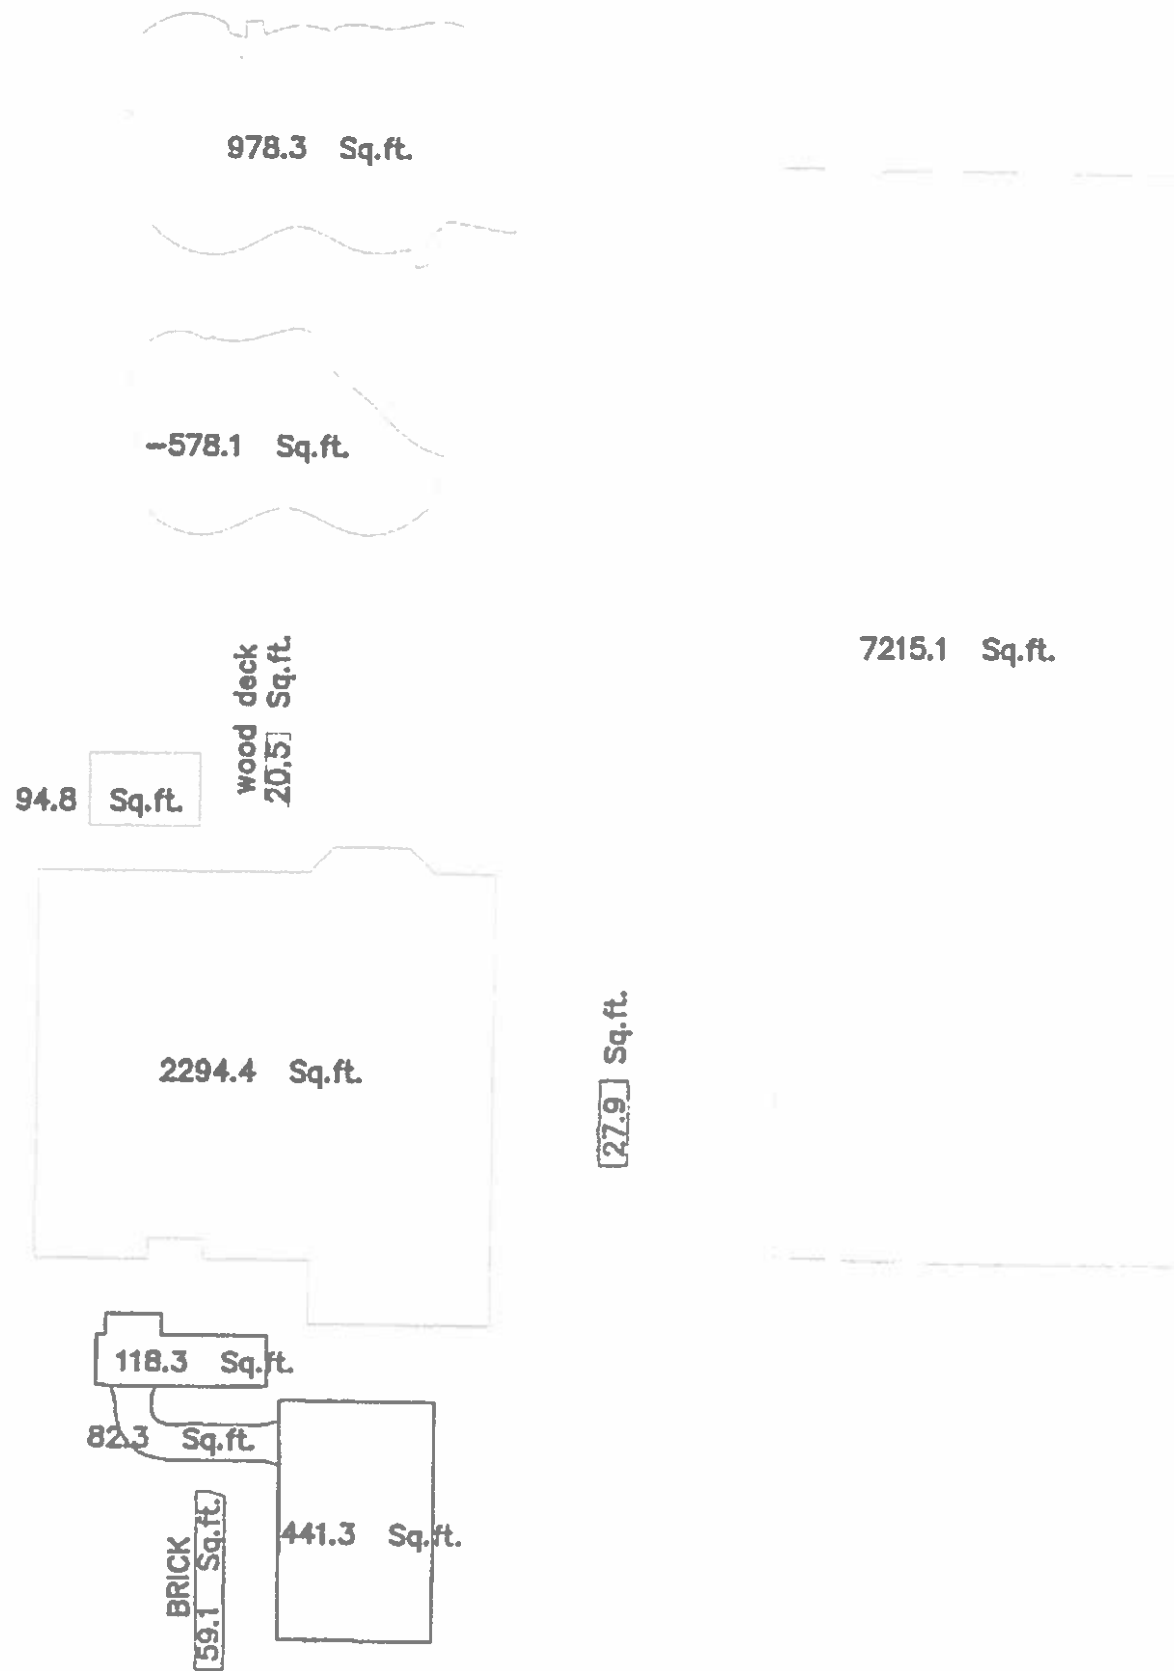 978.3 Sq.ft.
-578.1 Sq.ft.
7215.1 Sq.ft.
wood deck
20.5 Sq.ft.
94.8 Sq.ft.
2294.4 Sq.ft.
27.9 Sq.ft.
118.3 Sq.ft.
82.3 Sq.ft.
441.3 Sq.ft.
BRICK
59.1 Sq.ft.